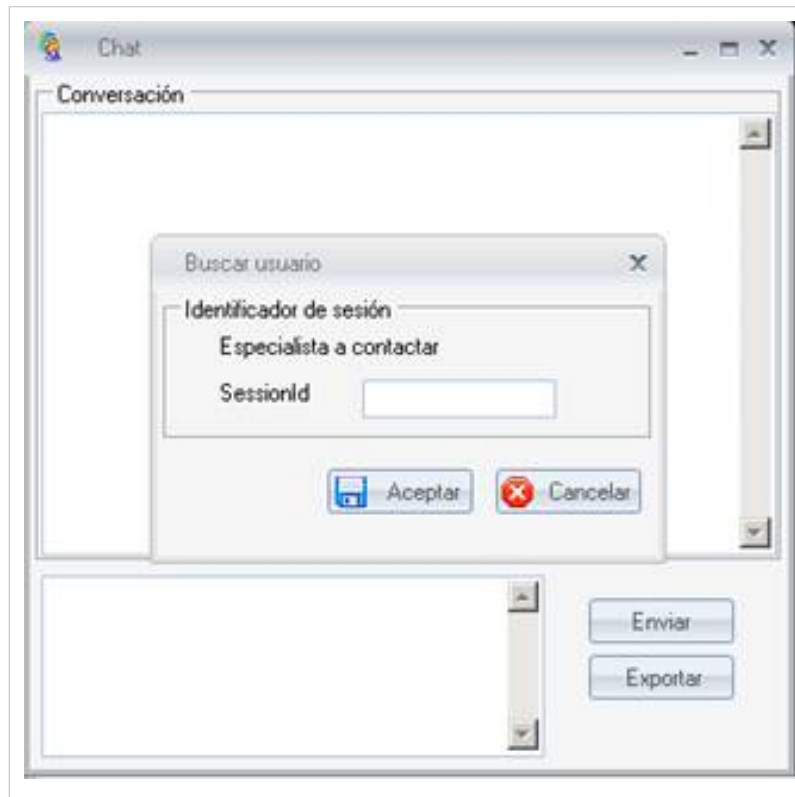 Chat
Conversación
Buscar usuario
Identificador de sesión
Especialista a contactar
SessionId
Aceptar
Cancelar
Enviar
Exportar